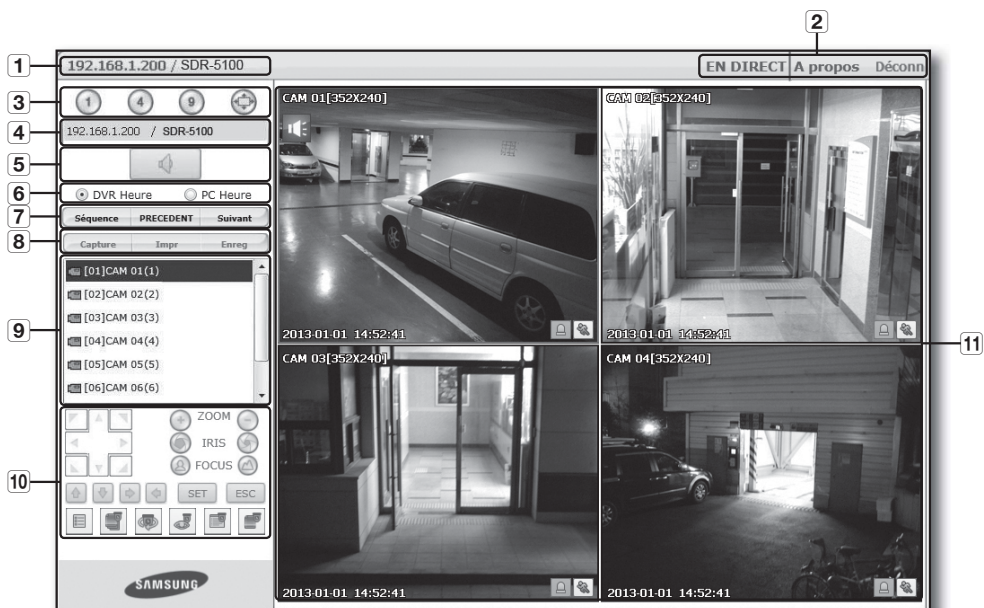 2
1
192.168.1.200 / SDR-5100
EN DIRECT A propos Déconn
3
1 4 9
4
192.168.1.200 / SDR-5100
5
6
DVR Heure PC Heure
7
Séquence PRECEDENT Suivant
8
Capture Impr Enreg
9
[01]CAM 01(1)
[02]CAM 02(2)
[03]CAM 03(3)
[04]CAM 04(4)
[05]CAM 05(5)
[06]CAM 06(6)
10
ZOOM
IRIS
FOCUS
SET ESC
SAMSUNG
CAM 01[352X240]
2013-01-01 14:52:41
CAM 02[352X240]
2013-01-01 14:52:41
11
CAM 03[352X240]
2013-01-01 14:52:41
CAM 04[352X240]
2013-01-01 14:52:41